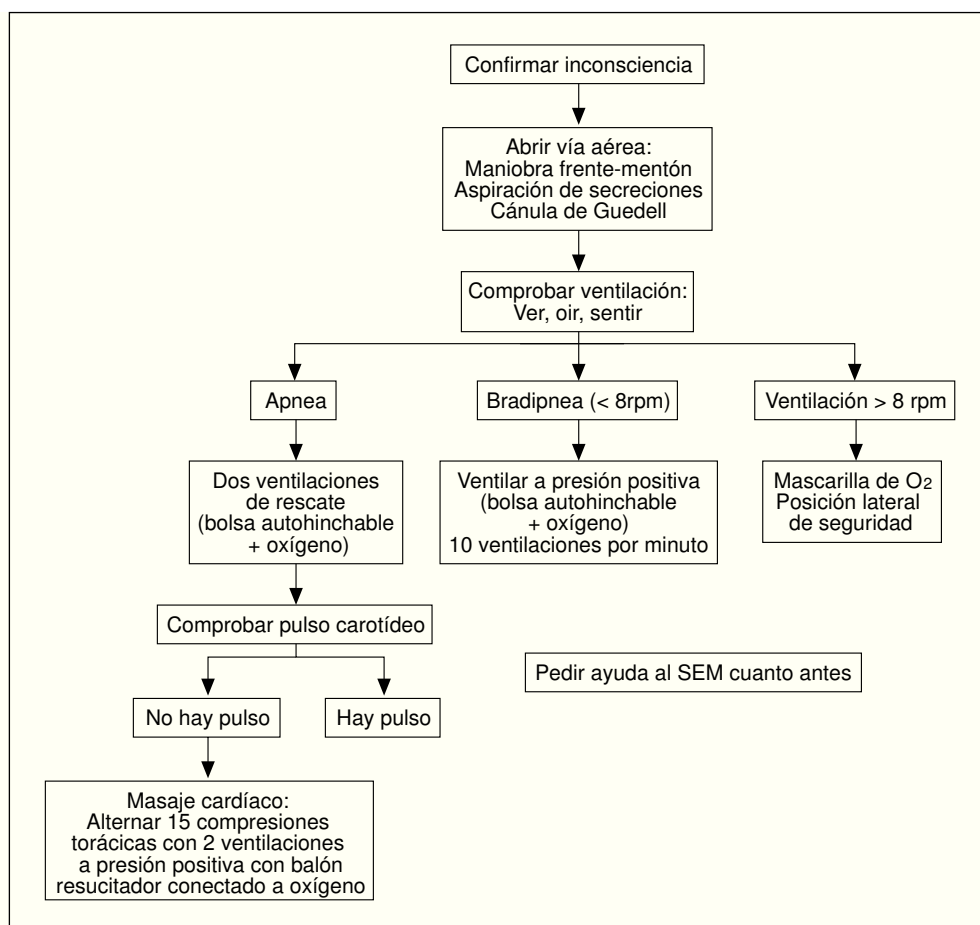 Confirmar inconsciencia
Abrir vía aérea:
Maniobra frente-mentón
Aspiración de secreciones
Cánula de Guedell
Comprobar ventilación:
Ver, oir, sentir
Apnea
Bradipnea (< 8rpm)
Ventilación > 8 rpm
Dos ventilaciones
de rescate
(bolsa autohinchable
+ oxígeno)
Ventilar a presión positiva
(bolsa autohinchable
+ oxígeno)
10 ventilaciones por minuto
Mascarilla de O2
Posición lateral
de seguridad
Comprobar pulso carotídeo
Pedir ayuda al SEM cuanto antes
No hay pulso
Hay pulso
Masaje cardíaco:
Alternar 15 compresiones
torácicas con 2 ventilaciones
a presión positiva con balón
resucitador conectado a oxígeno